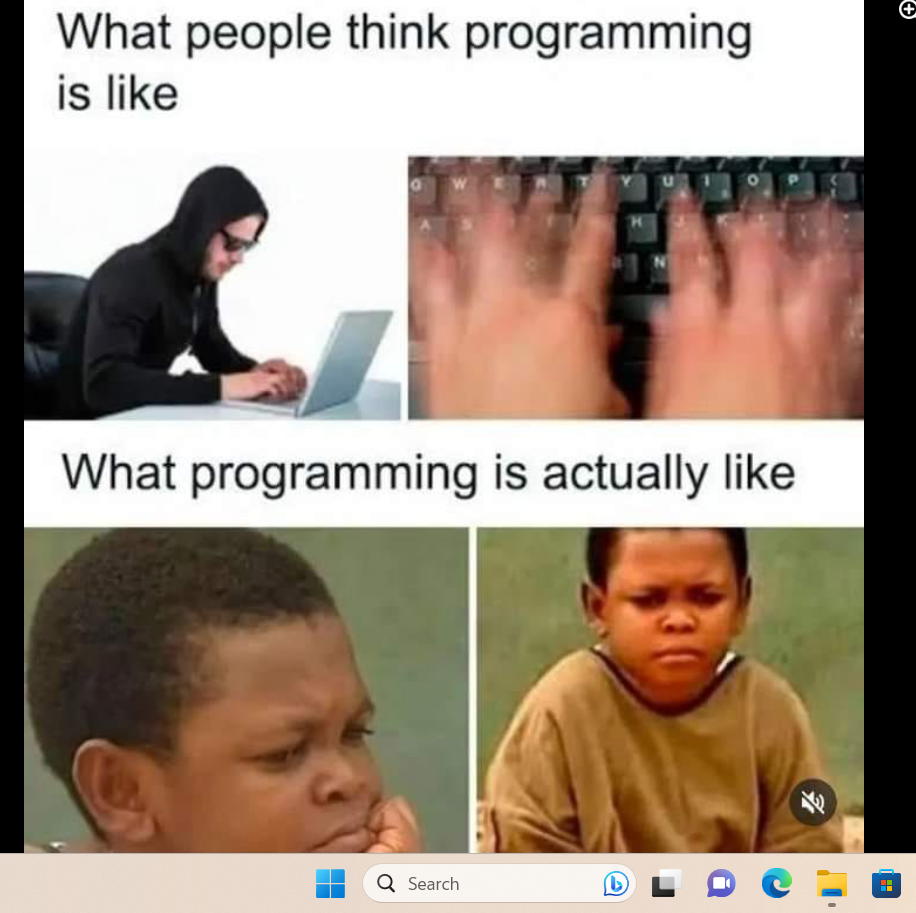 What people think programming
is like
Q W E R T Y U I O P
A S H J K
N
What programming is actually like
Search